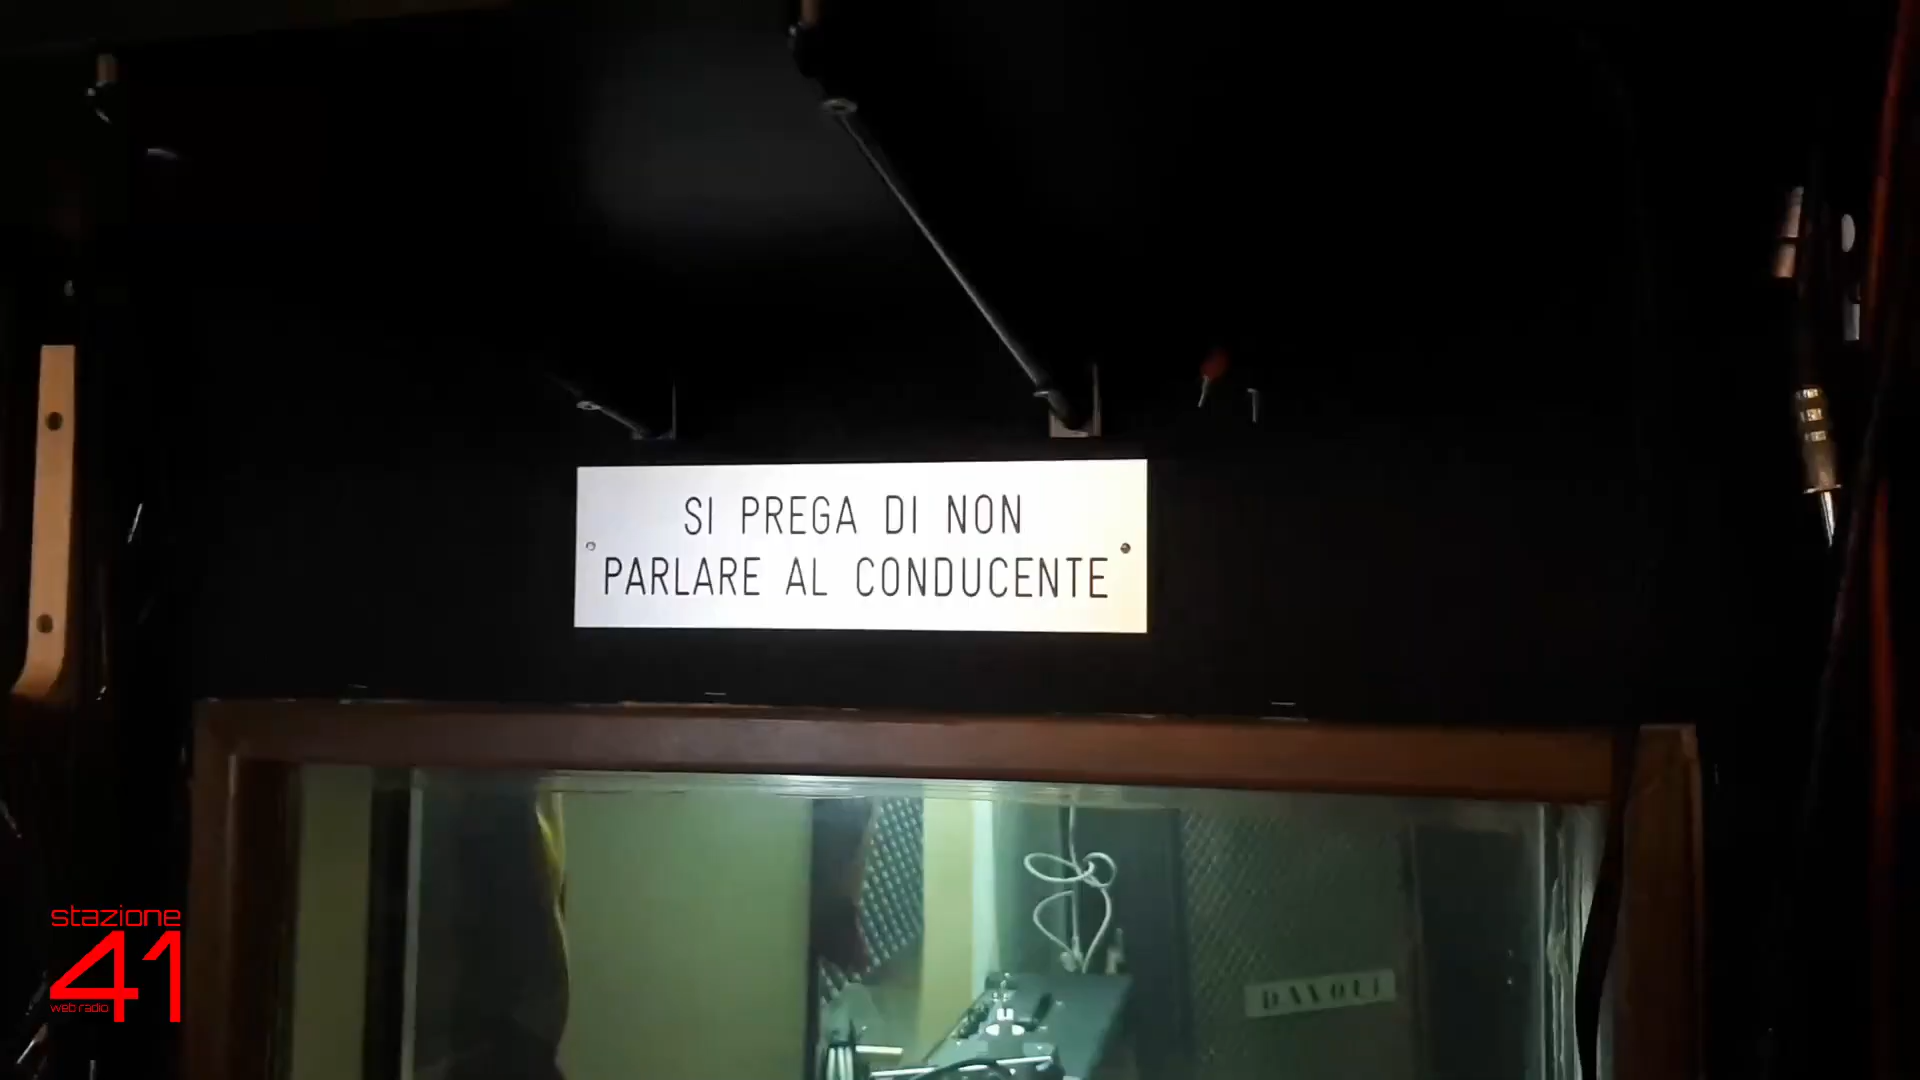 SI PREGA DI NON
PARLARE AL CONDUCENTE
DAVOLI
stazione
41
web radio